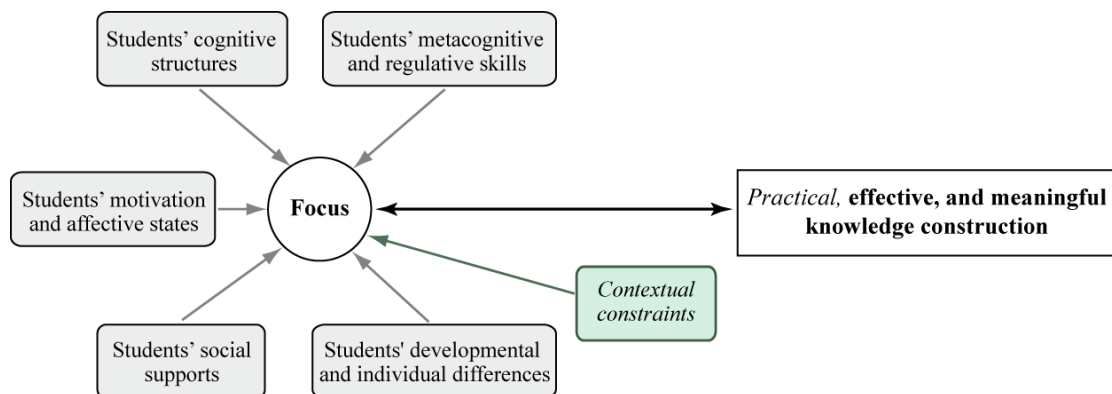 Students’ cognitive
structures
Students’ metacognitive
and regulative skills
Students’ motivation
and affective states
Focus
Practical, effective, and meaningful
knowledge construction
Contextual
constraints
Students’ social
supports
Students' developmental
and individual differences